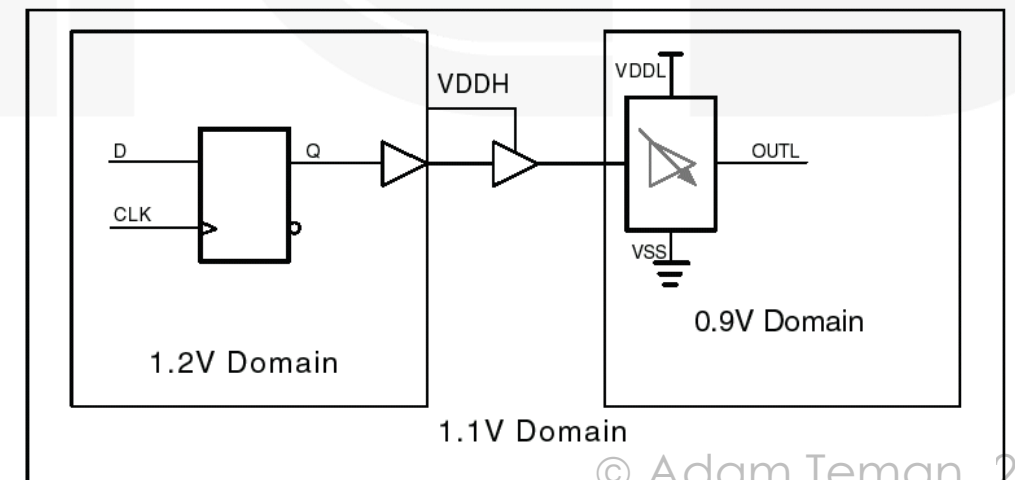 VDDH
VDDL
D
Q
OUTL
CLK
VSS
0.9V Domain
1.2V Domain
1.1V Domain
© Adam Teman